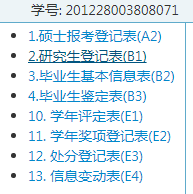 学号: 201228003808071
1.硕士报考登记表(A2)
2.研究生登记表(B1)
3.毕业生基本信息表(B2)
4.毕业生鉴定表(B3)
10. 学年评定表(E1)
11. 学年奖项登记表(E2)
12. 处分登记表(E3)
13. 信息变动表(E4)